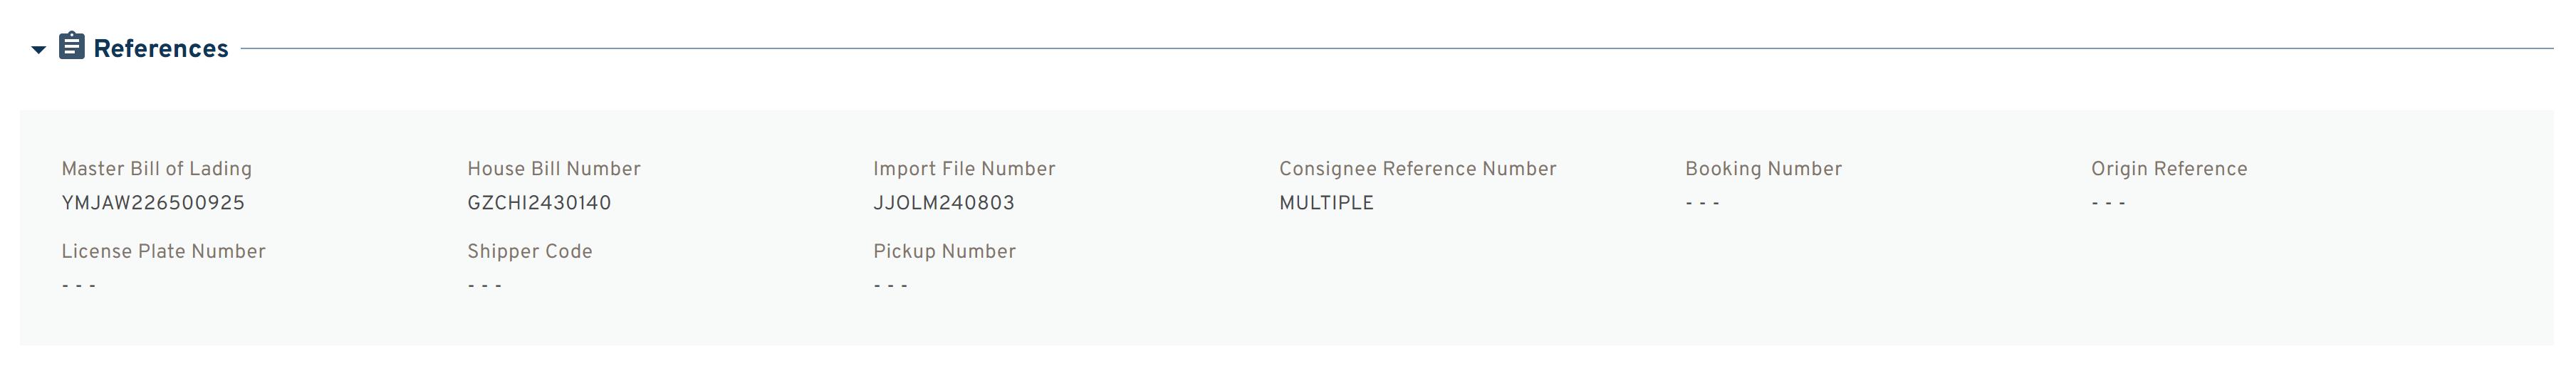 References
Master Bill of Lading House Bill Number Import File Number Consignee Reference Number Booking Number Origin Reference
YMJAW226500925 GZCHI2430140 JJOLM240803 MULTIPLE - - - - - -
License Plate Number Shipper Code Pickup Number
- - - - - - - - -